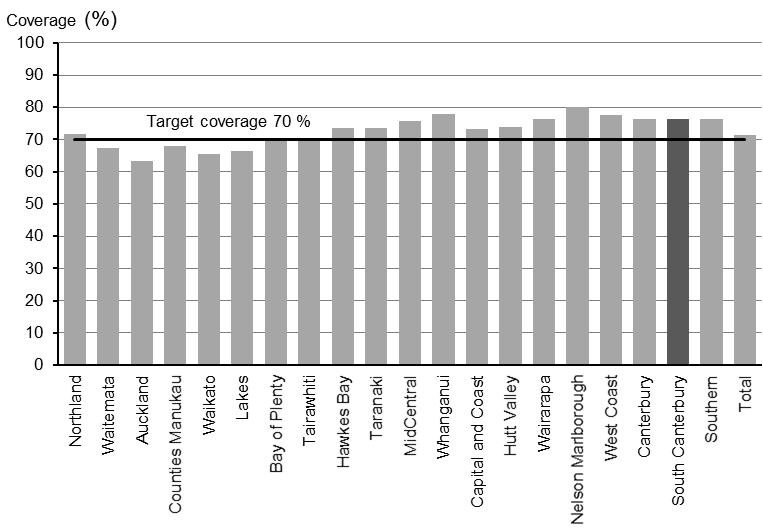 Coverage (%)
100
90
80
70
60
50
40
30
20
10
0
Target coverage 70 %
Northland
Waitemata
Auckland
Counties Manukau
Waikato
Lakes
Bay of Plenty
Tairawhiti
Hawkes Bay
Taranaki
MidCentral
Whanganui
Capital and Coast
Hutt Valley
Wairarapa
Nelson Marlborough
West Coast
Canterbury
South Canterbury
Southern
Total